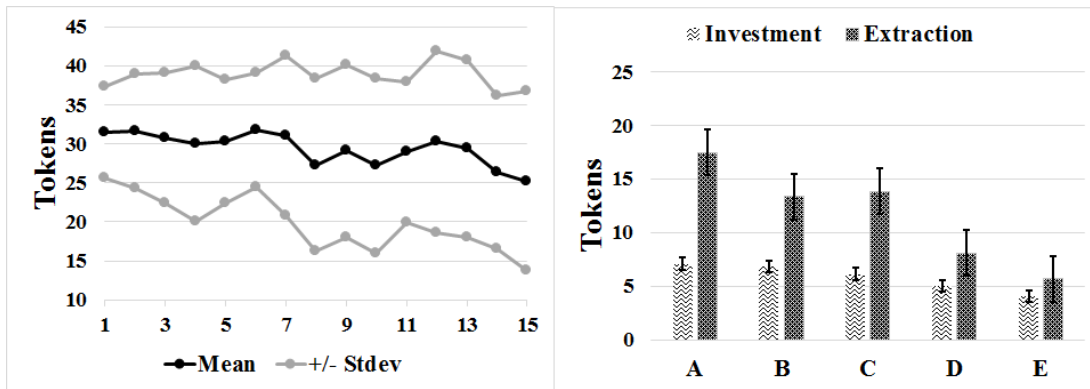 Tokens
45
40
35
30
25
20
15
10
1 3 5 7 9 11 13 15
Mean +/- Stdev
Investment Extraction
Tokens
25
20
15
10
5
0
A B C D E